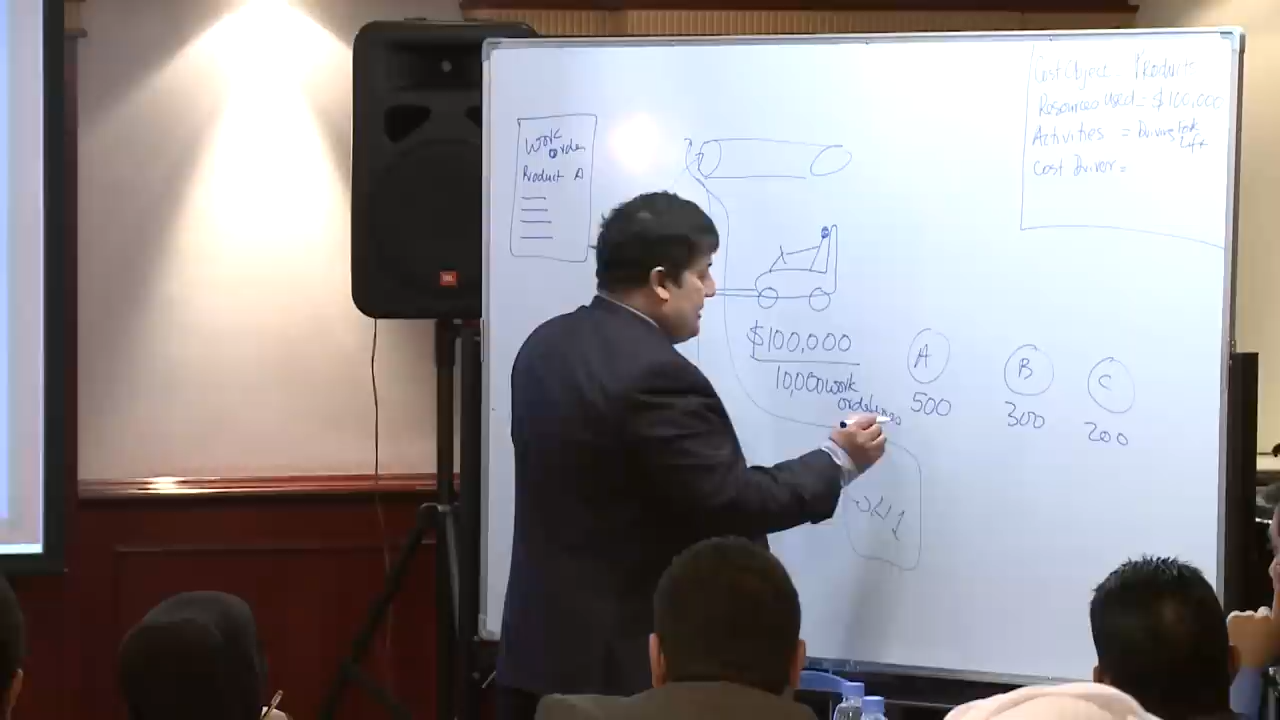 Cost Object = Products
Resources Used = $100,000
Activities = Driving Fork Lift
Cost Driver =
Work Order
Product A
$100,000
10,000 work
A
500
B
300
C
200
JBL